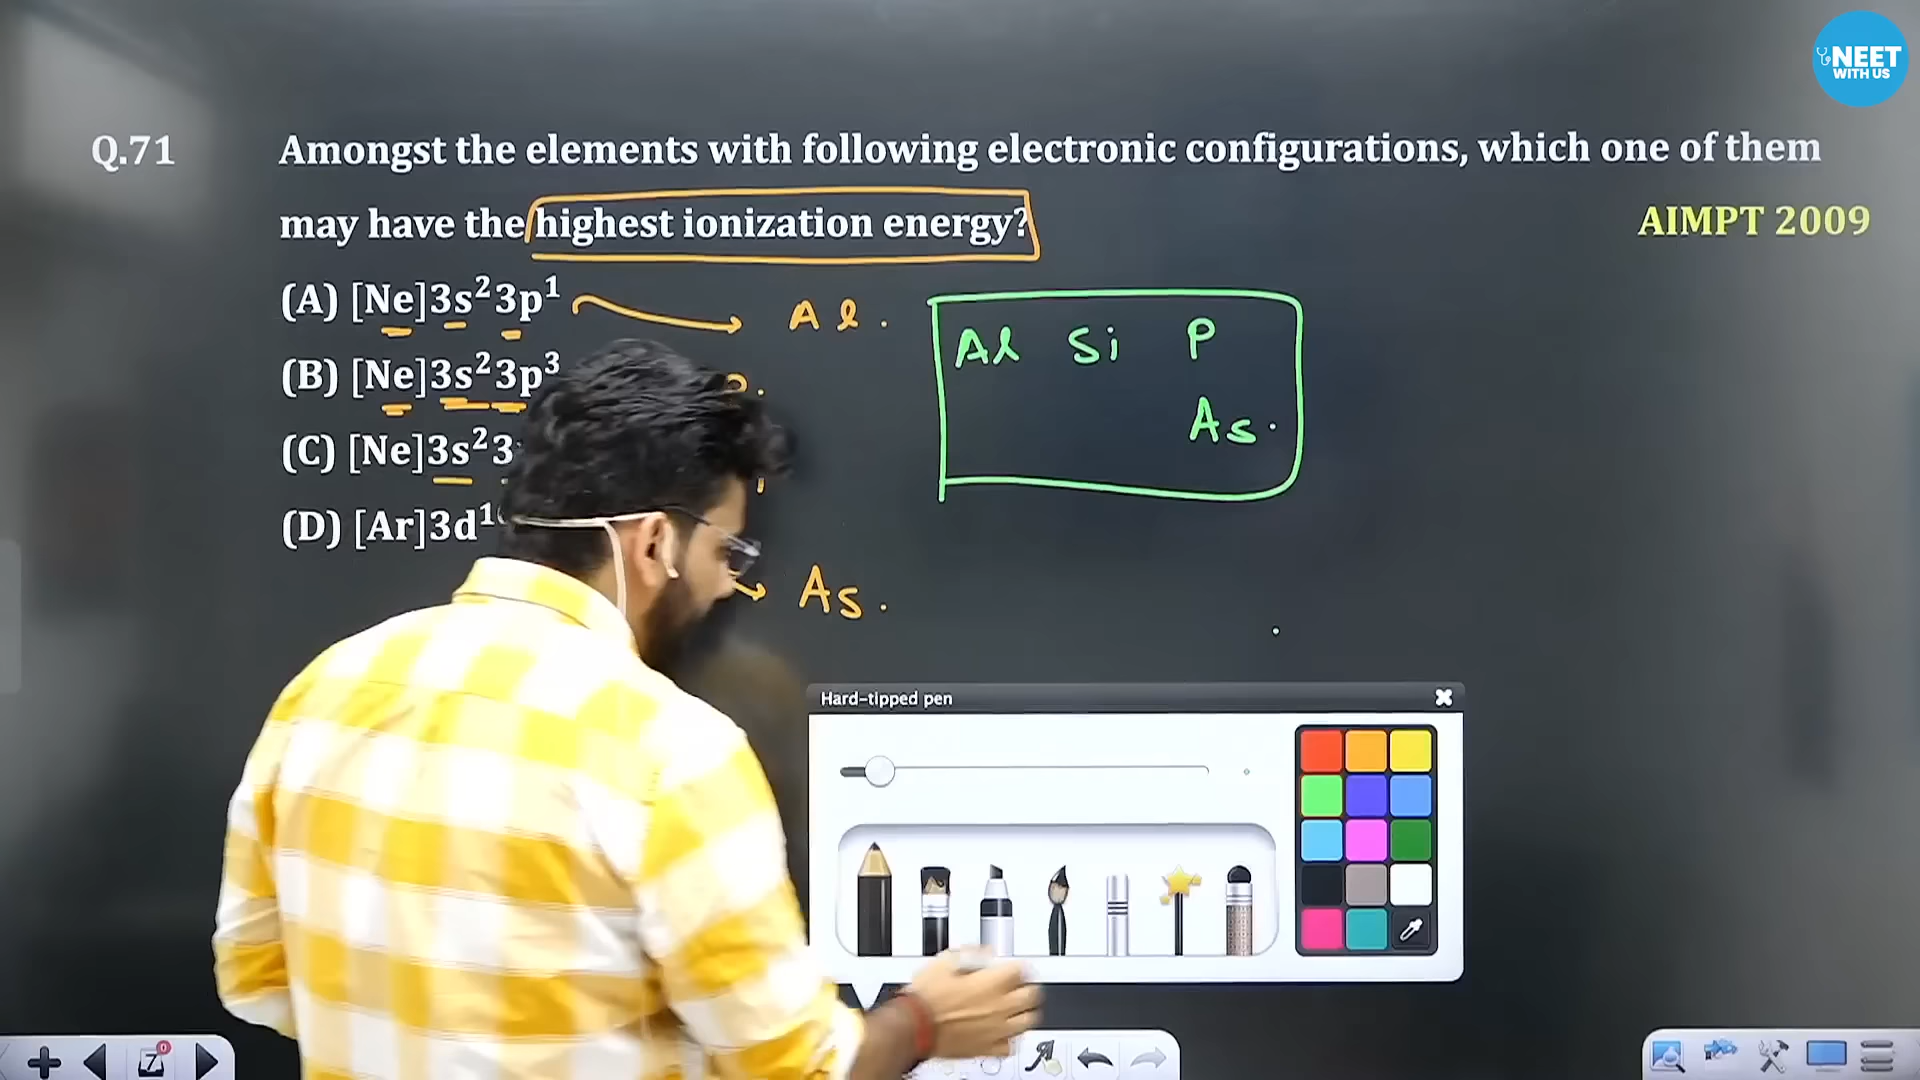 NEET
WITH US
Q.71 Amongst the elements with following electronic configurations, which one of them
may have the highest ionization energy?
AIMPT 2009
(A) [Ne]3s²3p¹ Al.
(B) [Ne]3s²3p³
(C) [Ne]3s²3
(D) [Ar]3d¹
As.
Al Si P
As.
Hard-tipped pen
7
0